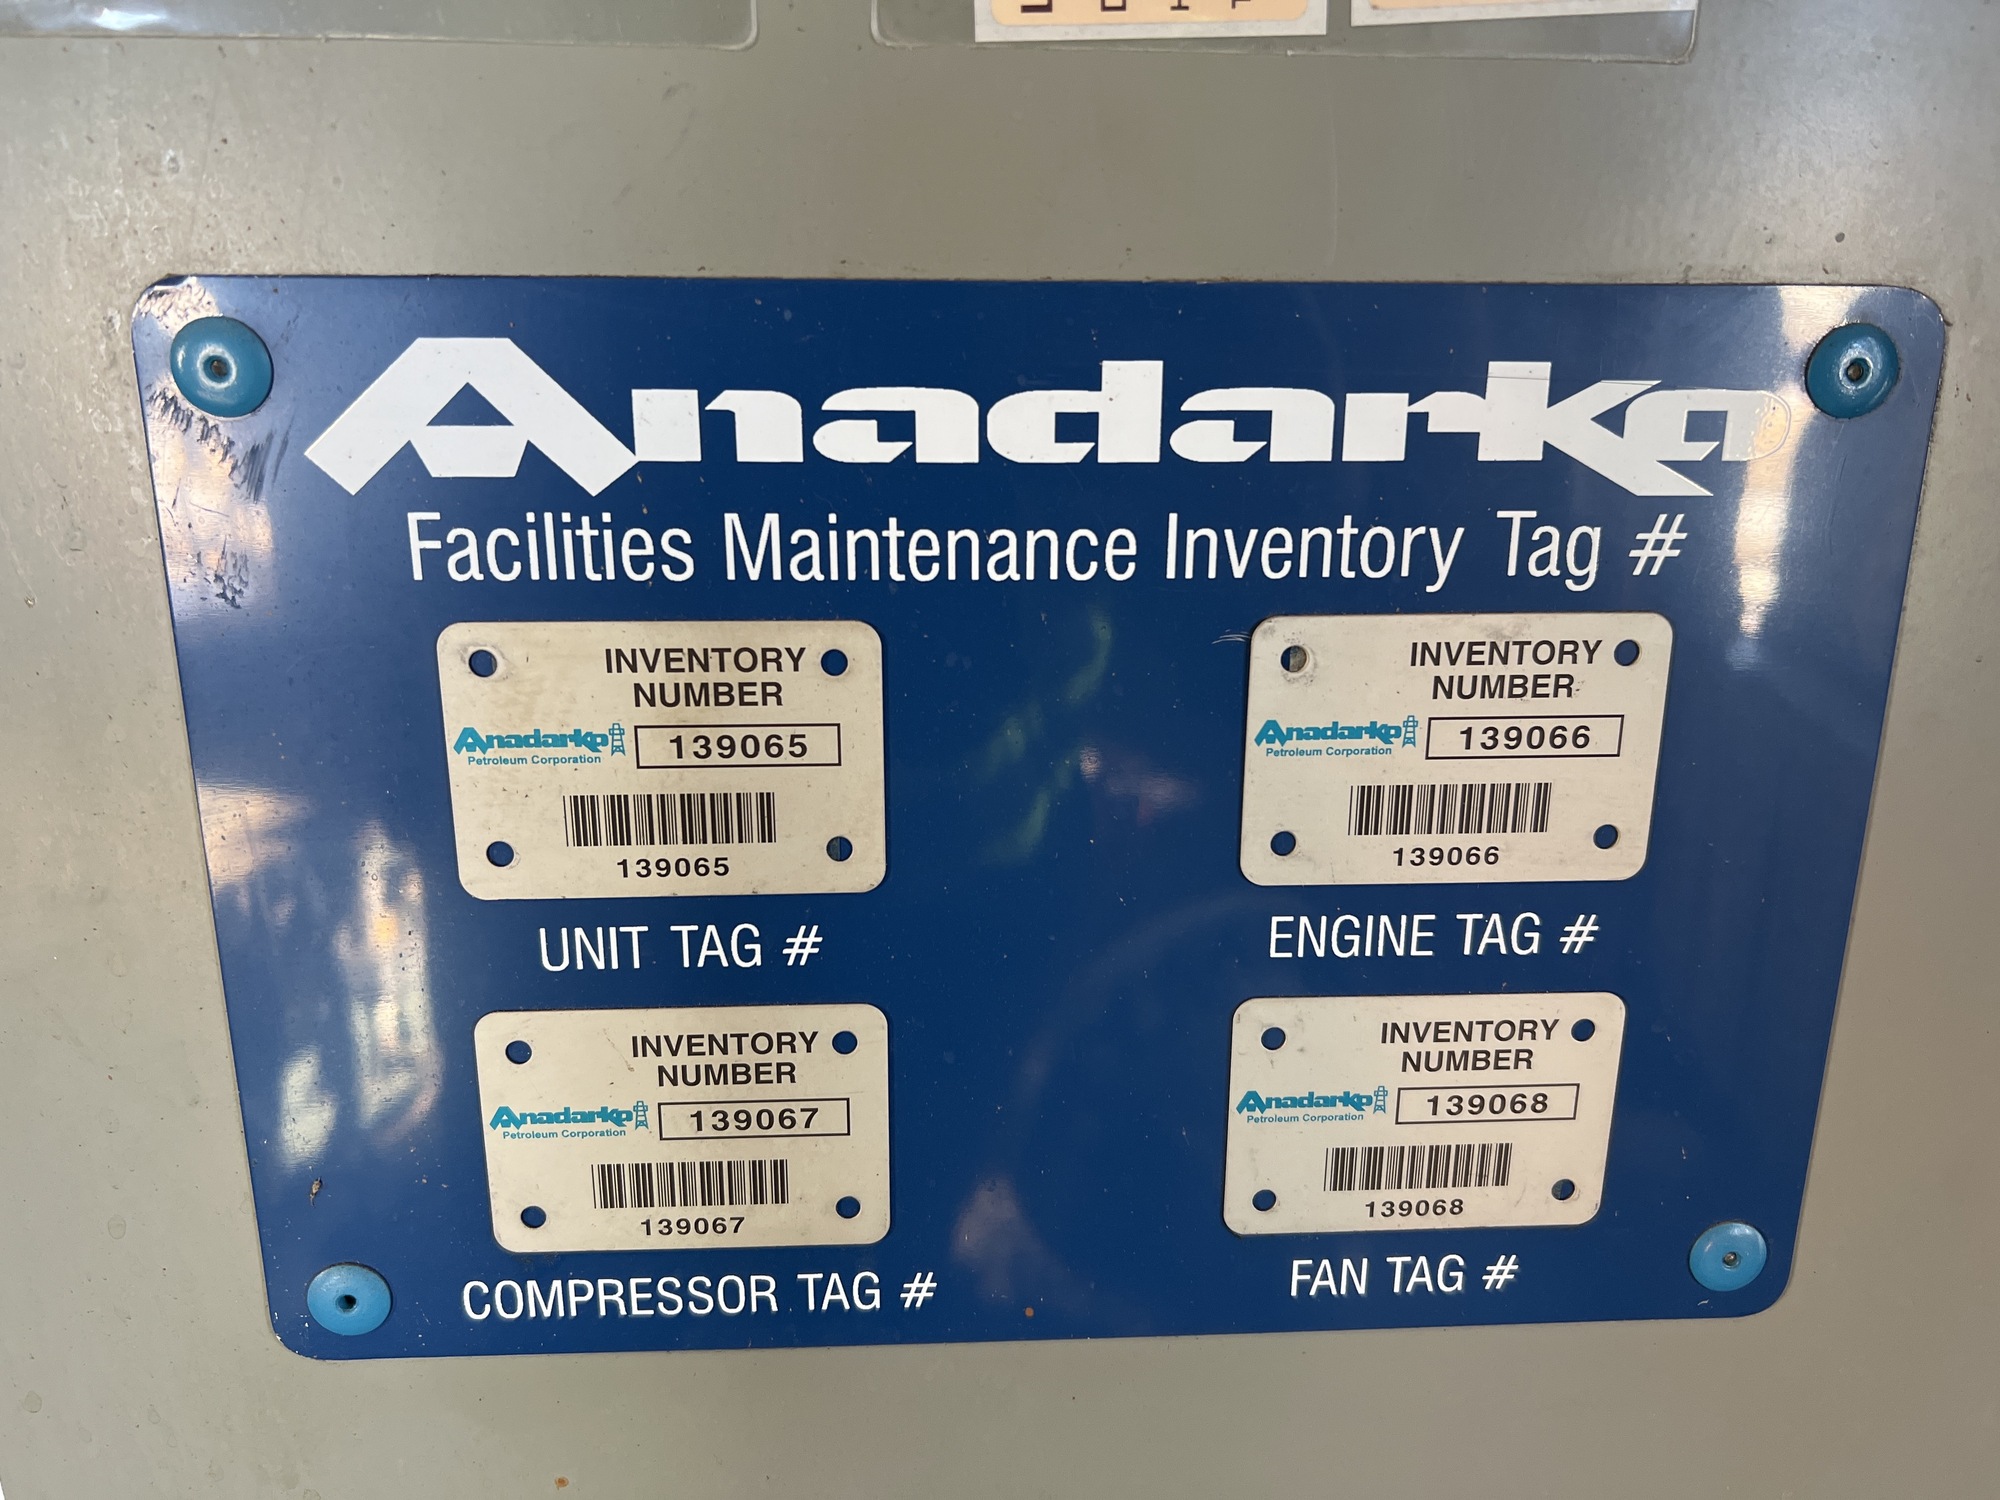 Anadarko
Facilities Maintenance Inventory Tag #
INVENTORY
NUMBER
Anadarko
Petroleum Corporation
139065
139065
UNIT TAG #
INVENTORY
NUMBER
Anadarko
Petroleum Corporation
139066
139066
ENGINE TAG #
INVENTORY
NUMBER
Anadarko
Petroleum Corporation
139067
139067
COMPRESSOR TAG #
INVENTORY
NUMBER
Anadarko
Petroleum Corporation
139068
139068
FAN TAG #